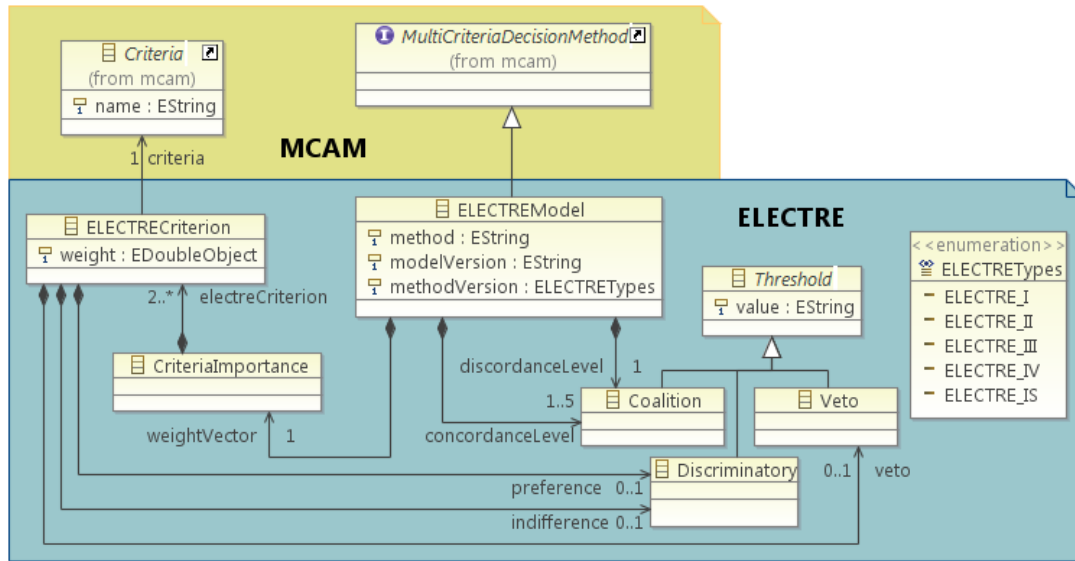 Criteria
(from mcam)
name : EString
MultiCriteriaDecisionMethod
(from mcam)
MCAM
1 criteria
ELECTRE
ELECTRECriterion
weight : EDoubleObject
ELECTREModel
method : EString
modelVersion : EString
methodVersion : ELECTRETypes
Threshold
value : EString
<<enumeration>>
ELECTRETypes
ELECTRE_I
ELECTRE_II
ELECTRE_III
ELECTRE_IV
ELECTRE_IS
2..* electreCriterion
CriteriaImportance
discordanceLevel 1
1..5
Coalition
Veto
weightVector 1
concordanceLevel
Discriminatory
0..1 veto
preference 0..1
indifference 0..1